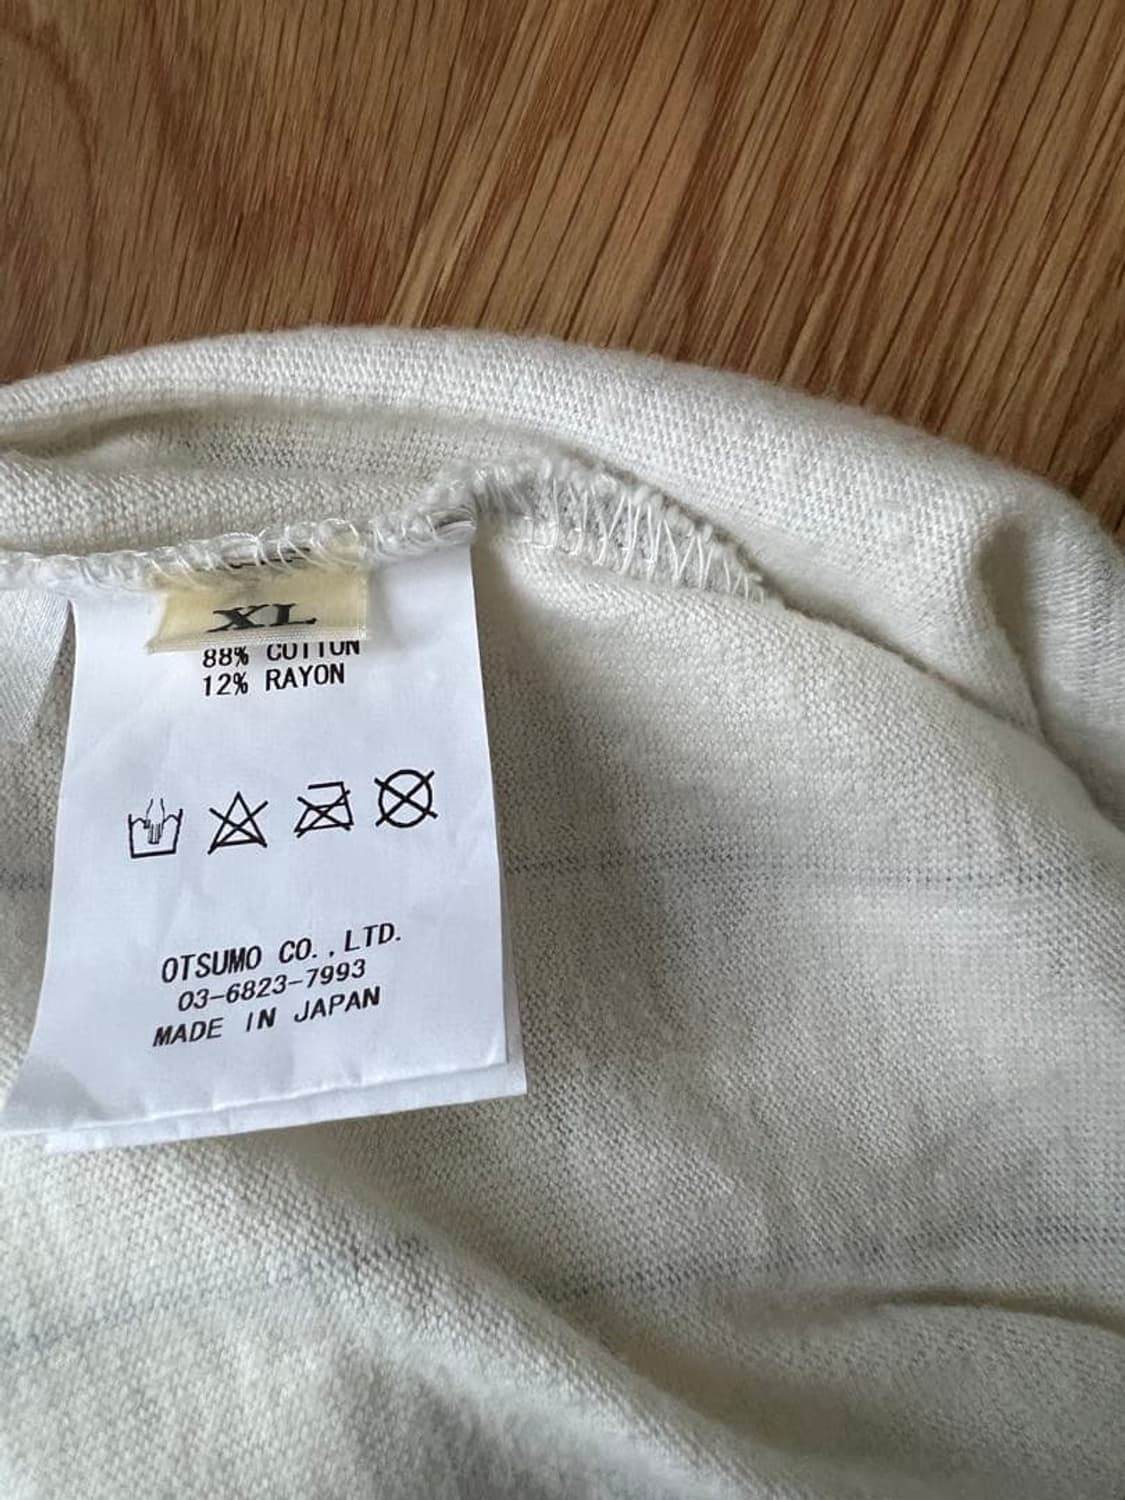 XL
88% COTTON
12% RAYON
OTSUMO CO.,LTD.
03-6823-7993
MADE IN JAPAN